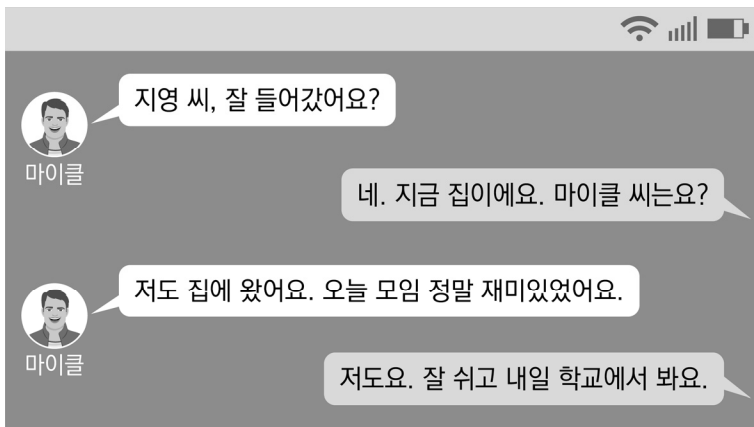 지영 씨, 잘 들어갔어요?
마이클
네. 지금 집이에요. 마이클 씨는요?
저도 집에 왔어요. 오늘 모임 정말 재미있었어요.
마이클
저도요. 잘 쉬고 내일 학교에서 봐요.